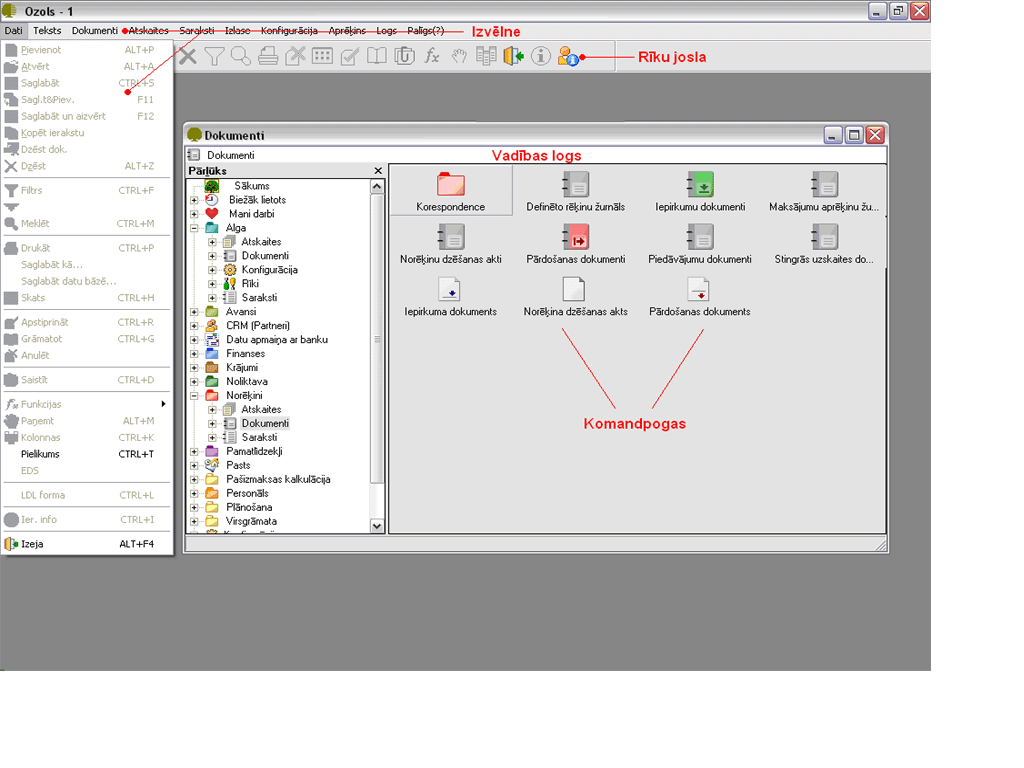 Ozols - 1
Dati Teksts Dokumenti Atskaites Saraksti Izlase Konfigurācija Aprēķins Logs Palīgs(?) Izvēlne
Rīku josla
Pievienot ALT+P
Atvērt ALT+A
Saglabāt CTRL+S
Sagl.t&Piev. F11
Saglabāt un aizvērt F12
Kopēt ierakstu
Dzēst dok.
Dzēst ALT+Z
Filtrs CTRL+F
Meklēt CTRL+M
Drukāt CTRL+P
Saglabāt kā...
Saglabāt datu bāzē...
Skats CTRL+H
Apstiprināt CTRL+R
Grāmatot CTRL+G
Anulēt
Saistīt CTRL+D
Funkcijas
Paņemt ALT+M
Kolonnas CTRL+K
Pielikums CTRL+T
EDS
LDL forma CTRL+L
Ier. info CTRL+I
Izeja ALT+F4
Dokumenti
Dokumenti
Vadības logs
Pārlūks
Sākums
Biežāk lietots
Mani darbi
Alga
Atskaites
Dokumenti
Konfigurācija
Rīki
Saraksti
Avansi
CRM (Partneri)
Datu apmaiņa ar banku
Finanses
Krājumi
Noliktava
Norēķini
Atskaites
Dokumenti
Saraksti
Pamatlīdzekļi
Pasts
Pašizmaksas kalkulācija
Personāls
Plānošana
Virsgrāmata
Korespondence Definēto rēķinu žurnāls Iepirkumu dokumenti Maksājumu aprēķinu žu...
Norēķinu dzēšanas akti Pārdošanas dokumenti Piedāvājumu dokumenti Stingrās uzskaites do...
Iepirkuma dokuments Norēķina dzēšanas akts Pārdošanas dokuments
Komandpogas